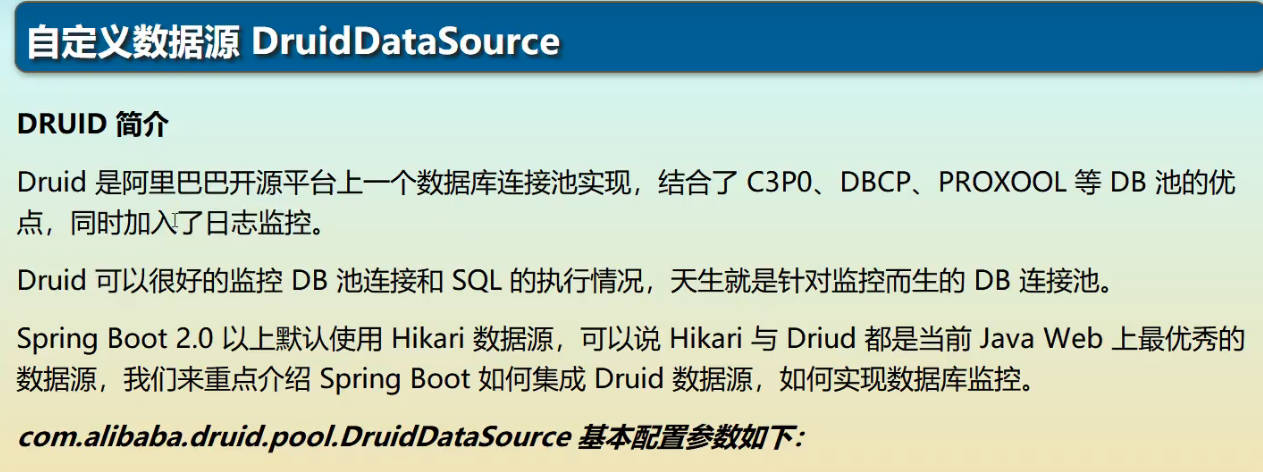 自定义数据源 DruidDataSource
DRUID 简介
Druid 是阿里巴巴开源平台上一个数据库连接池实现，结合了 C3P0、DBCP、PROXOOL 等 DB 池的优
点，同时加入了日志监控。
Druid 可以很好的监控 DB 池连接和 SQL 的执行情况，天生就是针对监控而生的 DB 连接池。
Spring Boot 2.0 以上默认使用 Hikari 数据源，可以说 Hikari 与 Driud 都是当前 Java Web 上最优秀的
数据源，我们来重点介绍 Spring Boot 如何集成 Druid 数据源，如何实现数据库监控。
com.alibaba.druid.pool.DruidDataSource 基本配置参数如下：